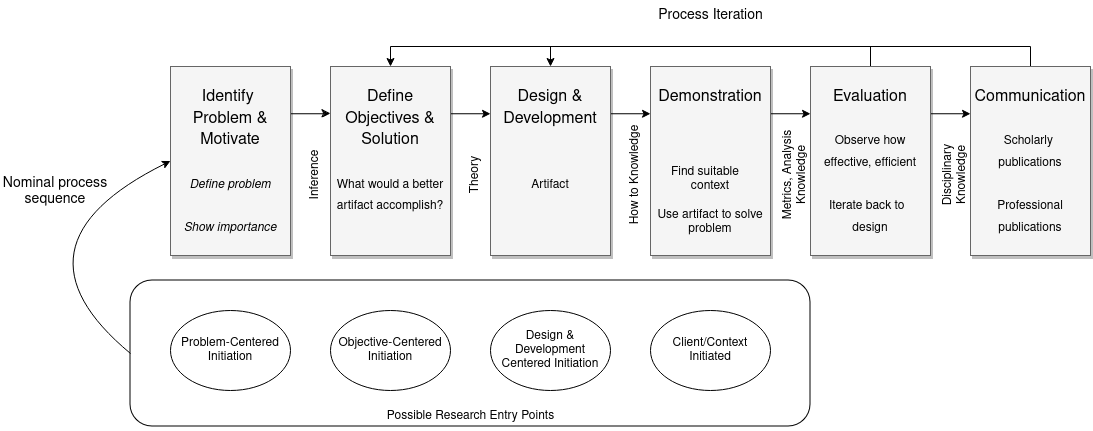 Process Iteration
Identify
Problem &
Motivate
Define problem
Show importance
Inference
Define
Objectives &
Solution
What would a better
artifact accomplish?
Theory
Design &
Development
Artifact
How to Knowledge
Demonstration
Find suitable
context
Use artifact to solve
problem
Metrics, Analysis
Knowledge
Evaluation
Observe how
effective, efficient
Iterate back to
design
Disciplinary
Knowledge
Communication
Scholarly
publications
Professional
publications
Nominal process
sequence
Problem-Centered
Initiation
Objective-Centered
Initiation
Design &
Development
Centered Initiation
Client/Context
Initiated
Possible Research Entry Points